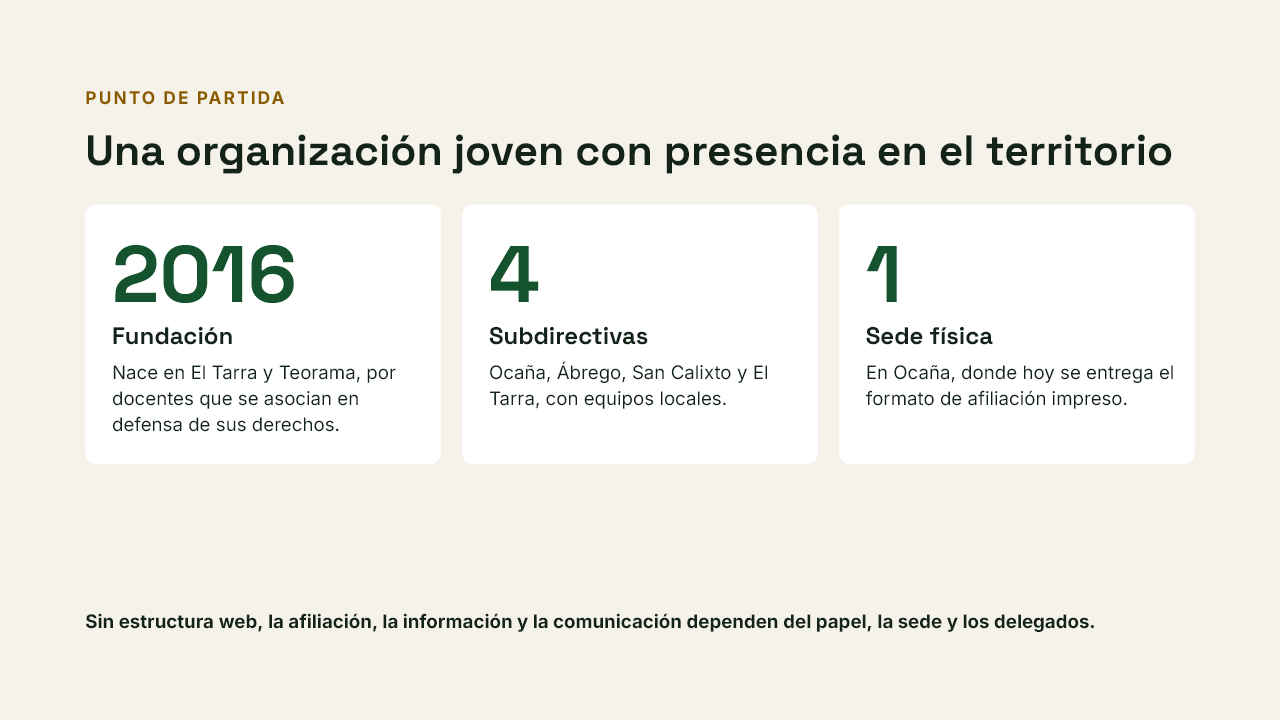 PUNTO DE PARTIDA
Una organización joven con presencia en el territorio
2016
Fundación
Nace en El Tarra y Teorama, por
docentes que se asocian en
defensa de sus derechos.
4
Subdirectivas
Ocaña, Ábrego, San Calixto y El
Tarra, con equipos locales.
1
Sede física
En Ocaña, donde hoy se entrega el
formato de afiliación impreso.
Sin estructura web, la afiliación, la información y la comunicación dependen del papel, la sede y los delegados.